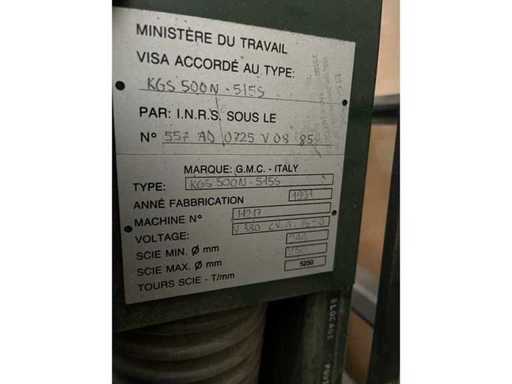 MINISTÈRE DU TRAVAIL
VISA ACCORDÉ AU TYPE:
KGS 500N-515S
PAR: I.N.R.S. SOUS LE
N° 557 AD 0725 V 08 85
MARQUE: G.M.C. - ITALY
TYPE: KGS 500N-515S
ANNÉ FABBRICATION
MACHINE N°
VOLTAGE: V 380
SCIE MIN. Ø mm
SCIE MAX. Ø mm
TOURS SCIE - T/mm 5250
BLOCAGE